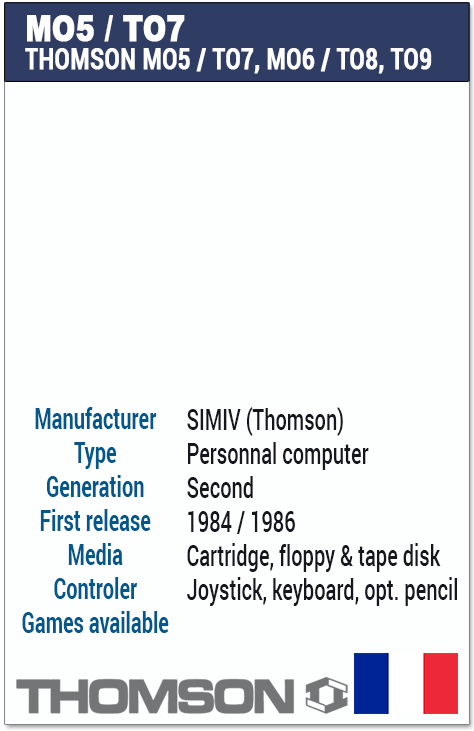 MO5 / TO7
THOMSON MO5 / TO7, MO6 / TO8, TO9
Manufacturer SIMIV (Thomson)
Type Personnal computer
Generation Second
First release 1984 / 1986
Media Cartridge, floppy & tape disk
Controler Joystick, keyboard, opt. pencil
Games available
THOMSON